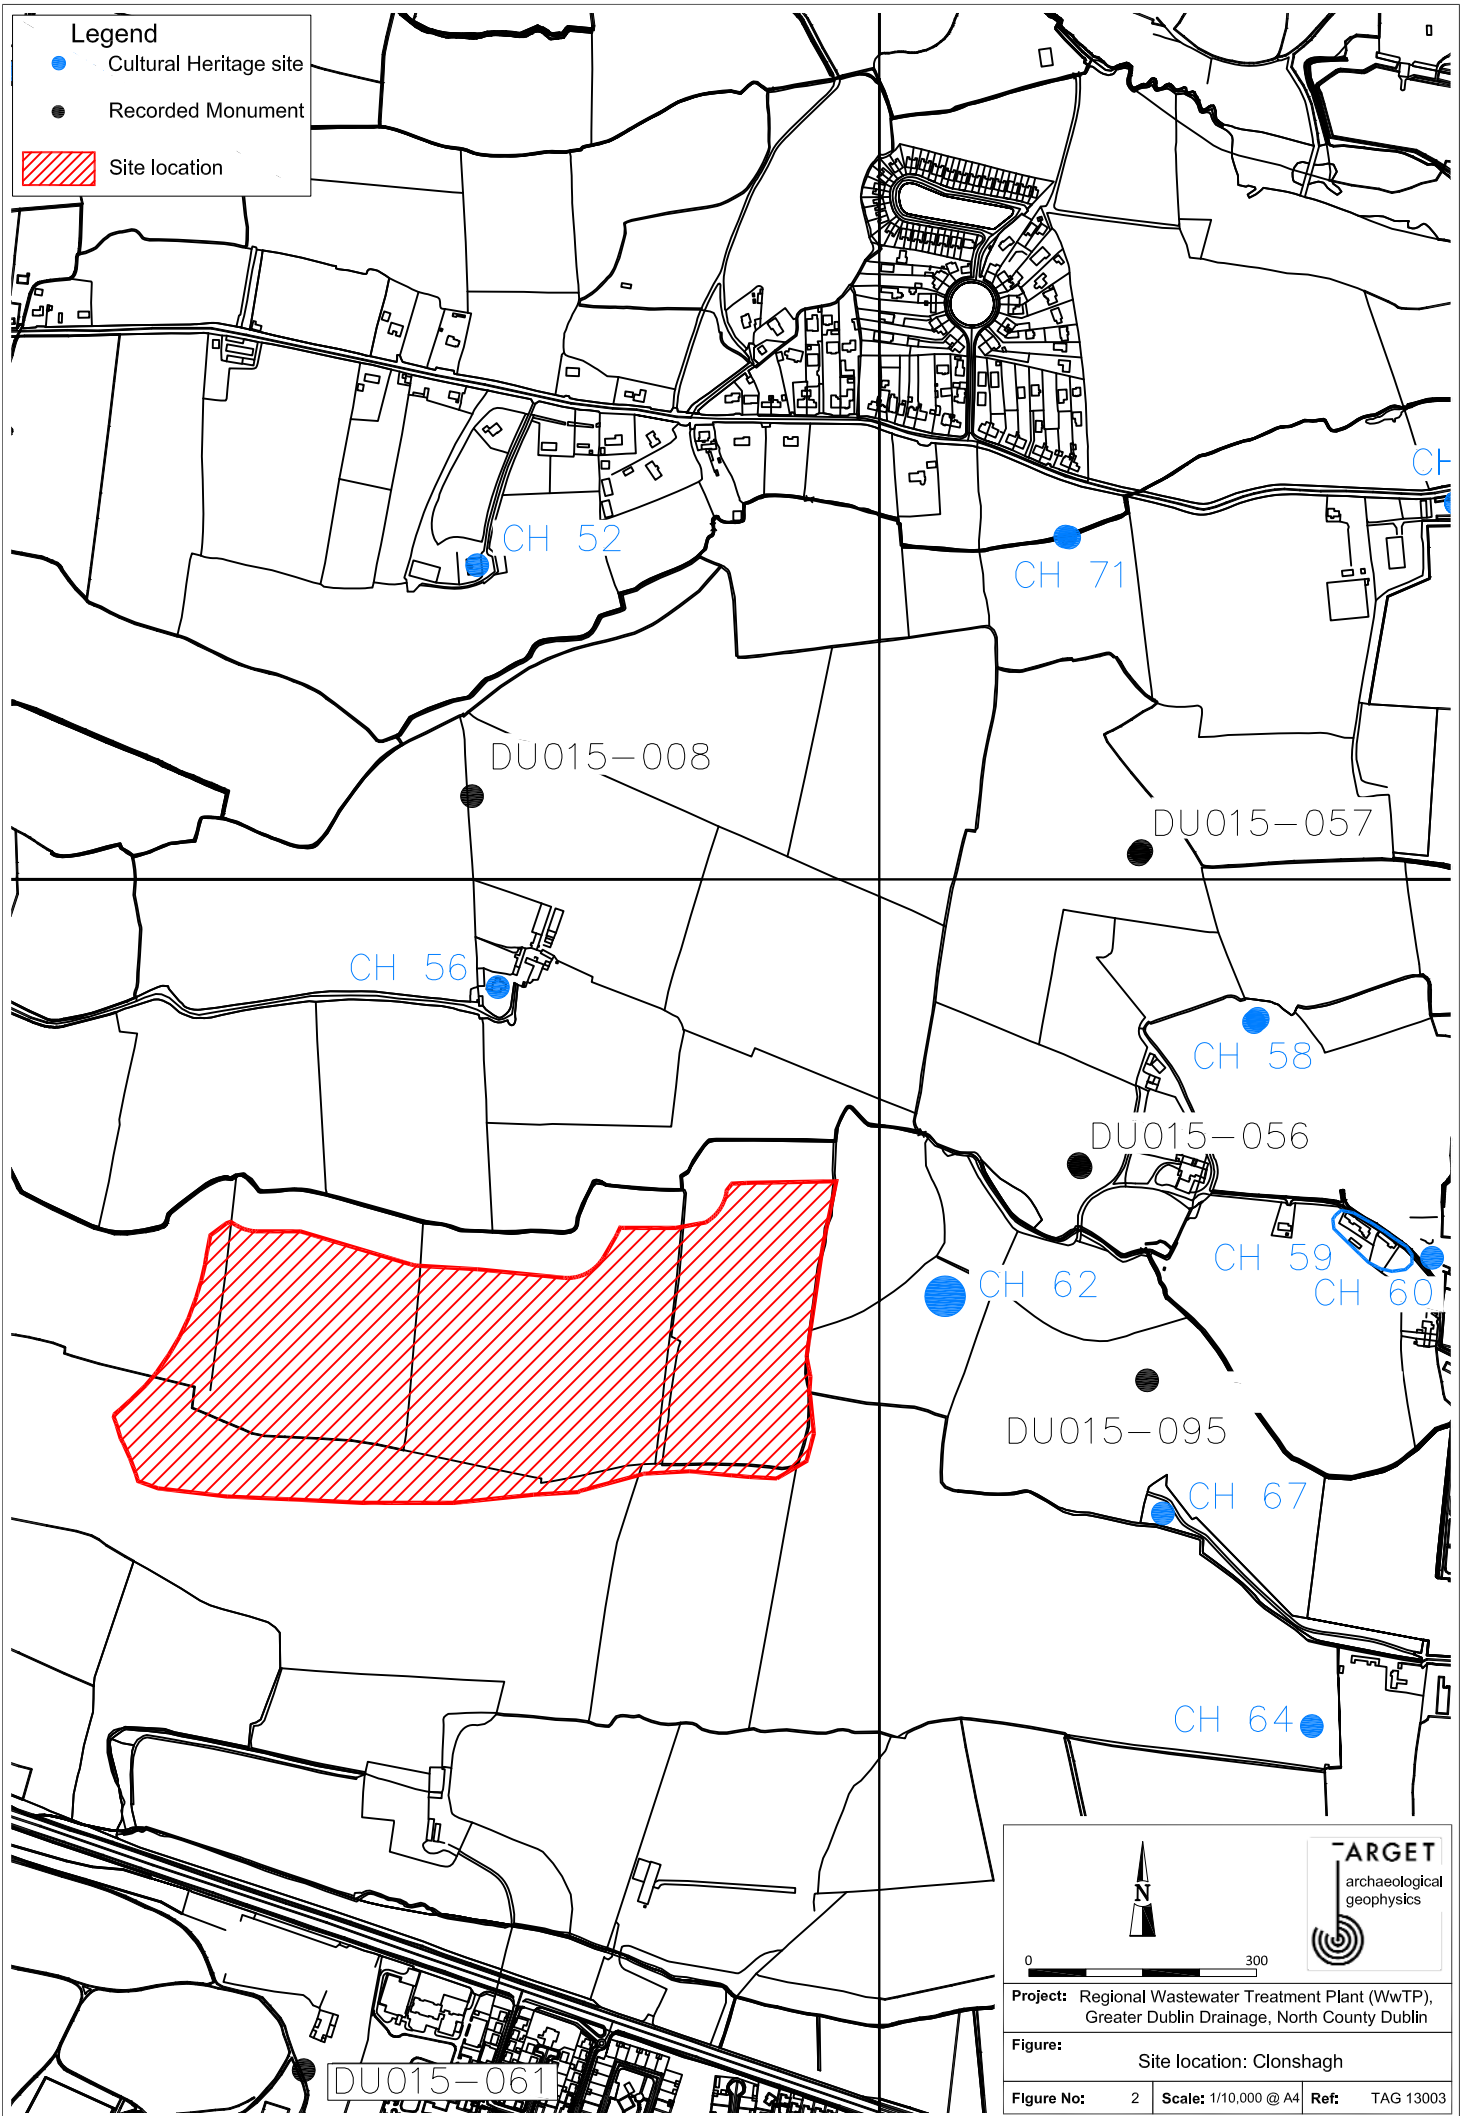 Legend
Cultural Heritage site
Recorded Monument
Site location
CH
CH 52
CH 71
DU015-008
DU015-057
CH 56
CH 58
DU015-056
CH 59
CH 60
CH 62
DU015-095
CH 67
CH 64
DU015-061
N
0 300
TARGET
archaeological
geophysics
Project: Regional Wastewater Treatment Plant (WwTP),
Greater Dublin Drainage, North County Dublin
Figure:
Site location: Clonshagh
Figure No: 2 Scale: 1/10,000 @ A4 Ref: TAG 13003